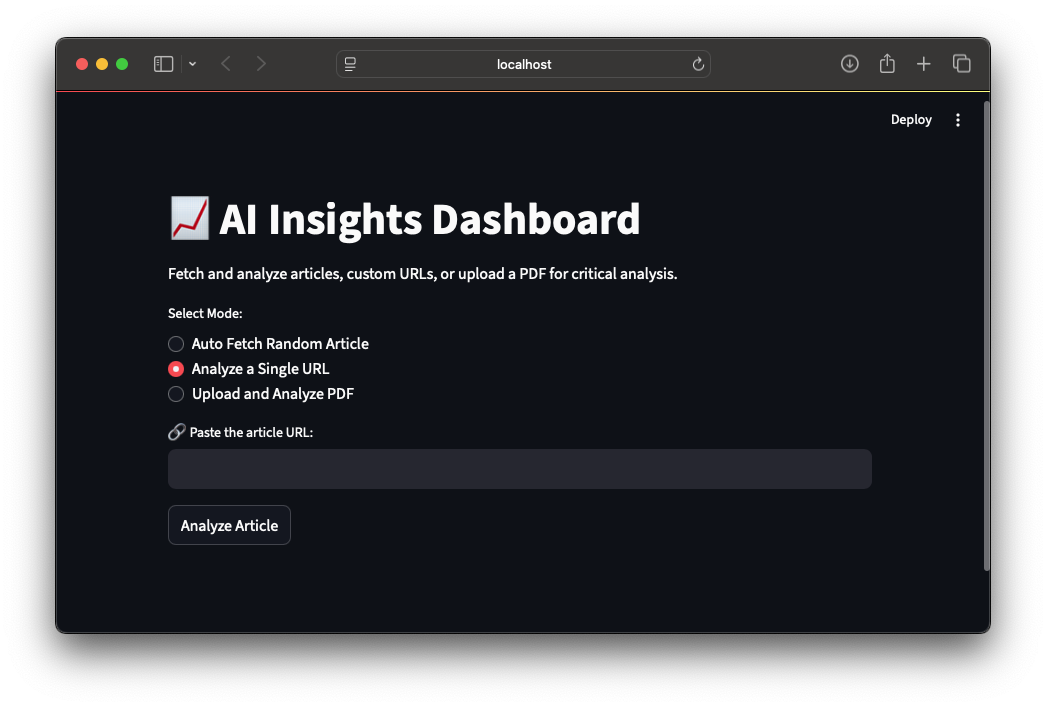 localhost
Deploy
📈 AI Insights Dashboard
Fetch and analyze articles, custom URLs, or upload a PDF for critical analysis.
Select Mode:
Auto Fetch Random Article
Analyze a Single URL
Upload and Analyze PDF
🔗 Paste the article URL:
Analyze Article